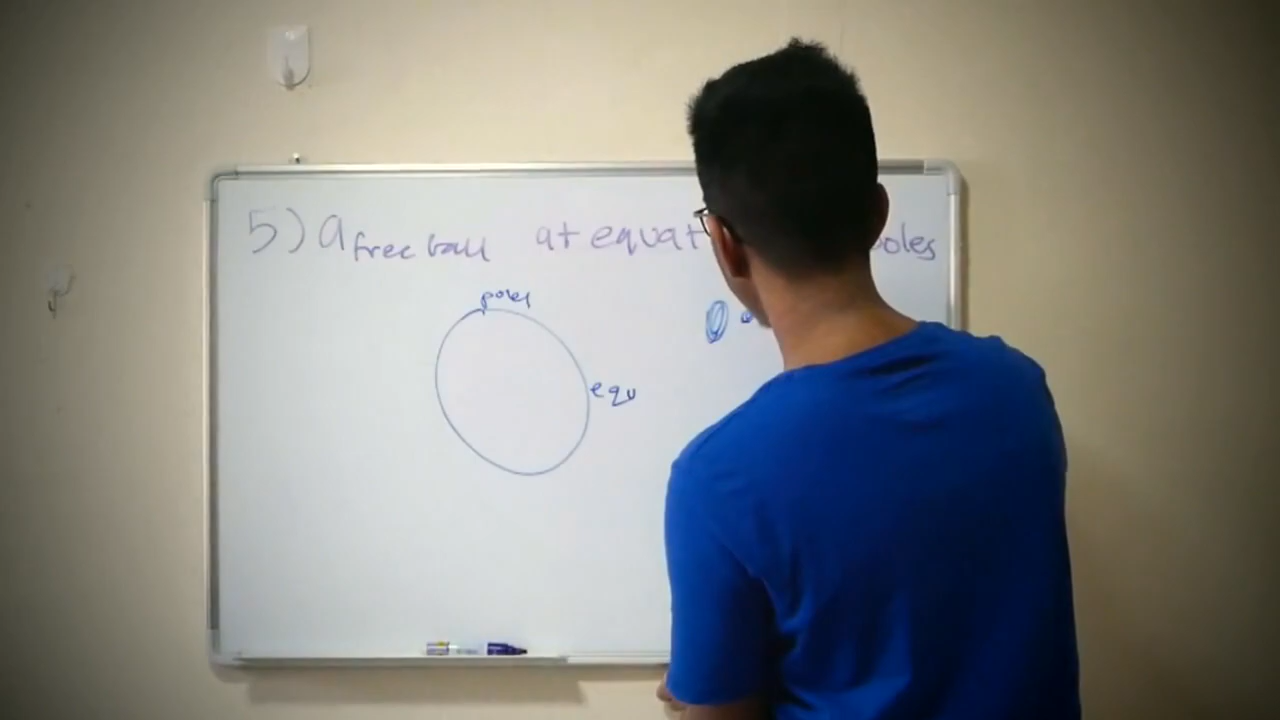 5) a free ball at equat oles
poles
equ